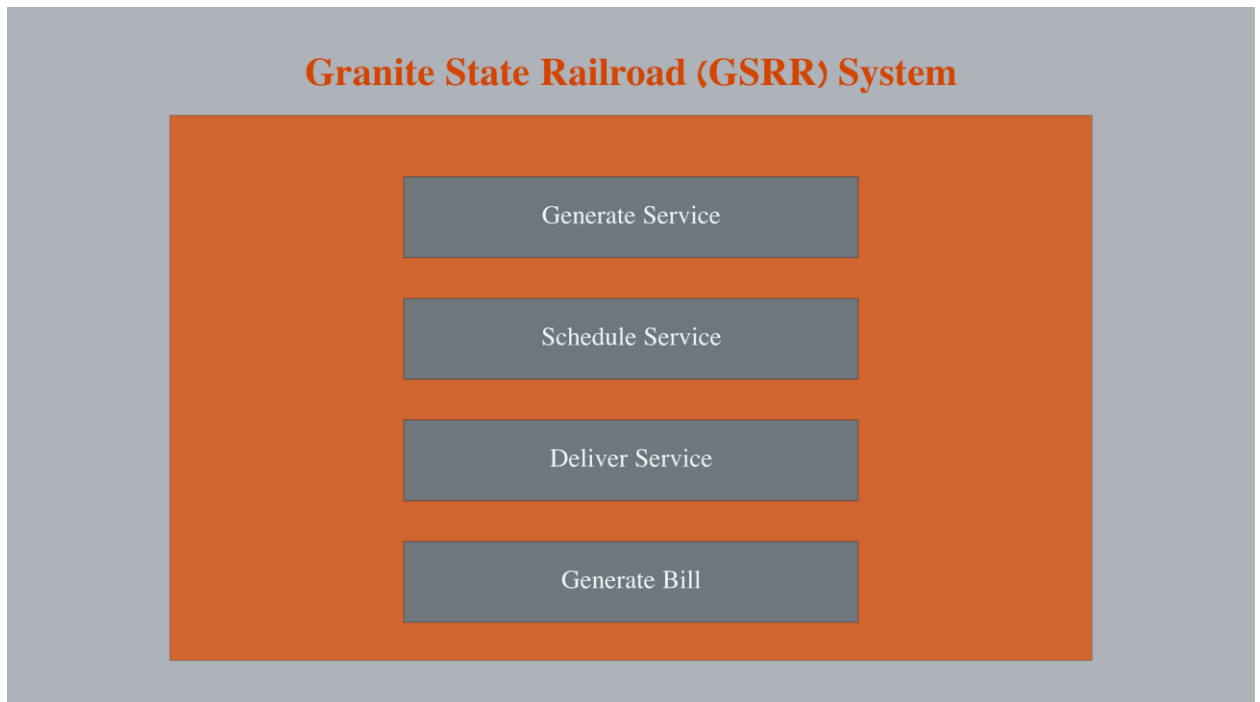 Granite State Railroad (GSRR) System
Generate Service
Schedule Service
Deliver Service
Generate Bill